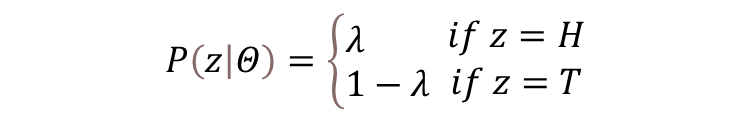 P(z|Θ) = { λ if z = H
1 − λ if z = T